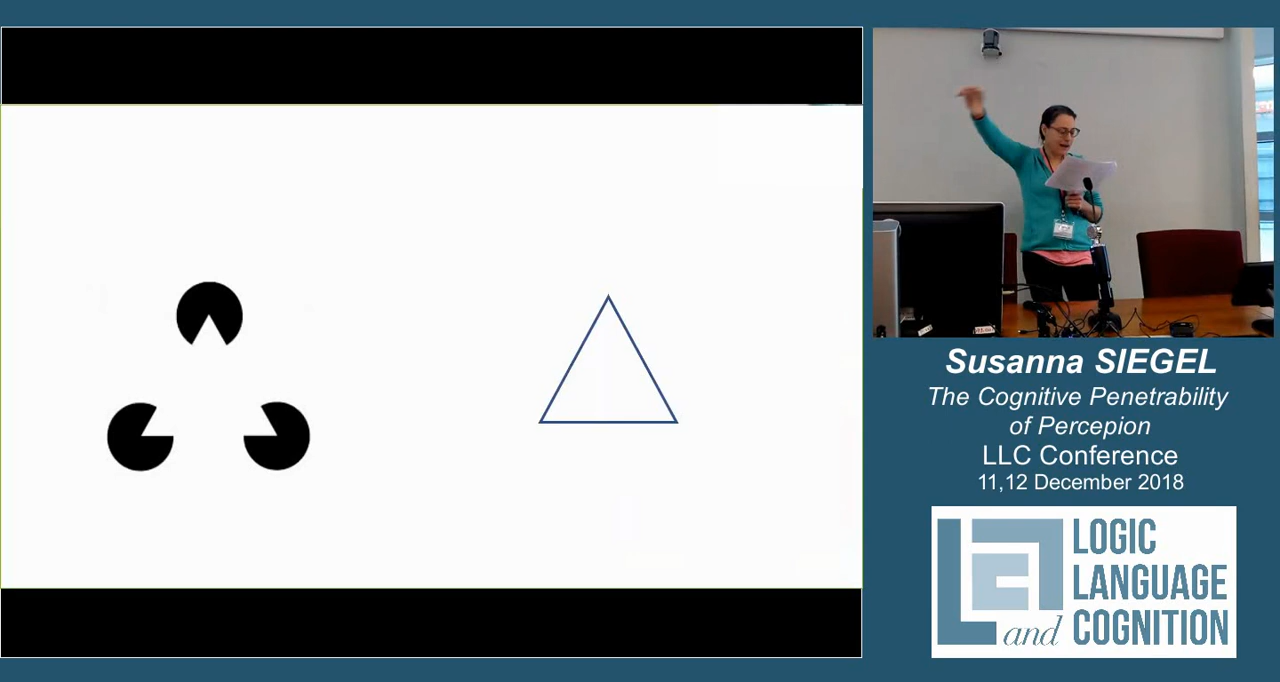 Susanna SIEGEL
The Cognitive Penetrability
of Percepion
LLC Conference
11,12 December 2018
LOGIC
LANGUAGE
and COGNITION